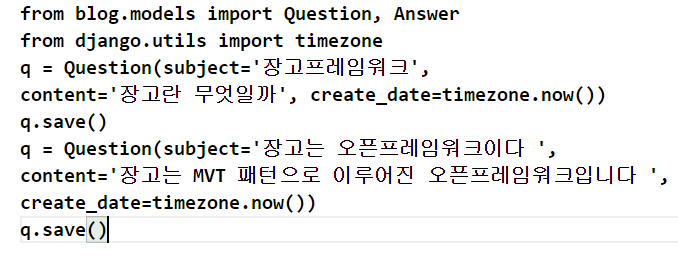 from blog.models import Question, Answer
from django.utils import timezone
q = Question(subject='장고프레임워크',
content='장고란 무엇일까', create_date=timezone.now())
q.save()
q = Question(subject='장고는 오픈프레임워크이다 ',
content='장고는 MVT 패턴으로 이루어진 오픈프레임워크입니다 ',
create_date=timezone.now())
q.save()